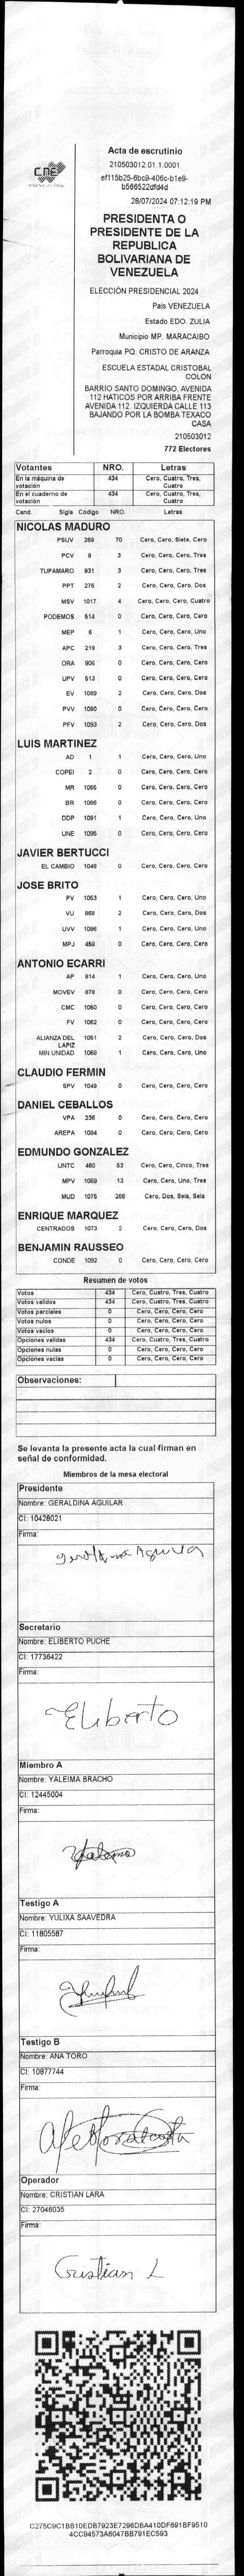 CNE
Acta de escrutinio
210503012.01.1.0001
ef115b25-6bc9-406c-b1e9-
b566522dfd4d
28/07/2024 07:12:19 PM
PRESIDENTA O
PRESIDENTE DE LA
REPUBLICA
BOLIVARIANA DE
VENEZUELA
ELECCIÓN PRESIDENCIAL 2024
Pais VENEZUELA
Estado EDO. ZULIA
Municipio MP. MARACAIBO
Parroquia PQ. CRISTO DE ARANZA
ESCUELA ESTADAL CRISTOBAL
COLON
BARRIO SANTO DOMINGO, AVENIDA
112 HATICOS POR ARRIBA FRENTE
AVENIDA 112 IZQUIERDA CALLE 113
BAJANDO POR LA BOMBA TEXACO
CASA
210503012
772 Electores
Votantes NRO. Letras
En la máquina de votación 434 Cero, Cuatro, Tres, Cuatro
En el cuaderno de votación 434 Cero, Cuatro, Tres, Cuatro
Cand. Sigla Código NRO. Letras
NICOLAS MADURO
PSUV 269 70 Cero, Cero, Siete, Cero
PCV 9 3 Cero, Cero, Cero, Tres
TUPAMARO 931 3 Cero, Cero, Cero, Tres
PPT 276 2 Cero, Cero, Cero, Dos
MSV 1017 4 Cero, Cero, Cero, Cuatro
PODEMOS 514 0 Cero, Cero, Cero, Cero
MEP 6 1 Cero, Cero, Cero, Uno
APC 219 3 Cero, Cero, Cero, Tres
ORA 906 0 Cero, Cero, Cero, Cero
UPV 513 0 Cero, Cero, Cero, Cero
EV 1089 2 Cero, Cero, Cero, Dos
PVV 1090 0 Cero, Cero, Cero, Cero
PFV 1093 2 Cero, Cero, Cero, Dos
LUIS MARTINEZ
AD 1 1 Cero, Cero, Cero, Uno
COPEI 2 0 Cero, Cero, Cero, Cero
MR 1065 0 Cero, Cero, Cero, Cero
BR 1066 0 Cero, Cero, Cero, Cero
DDP 1091 1 Cero, Cero, Cero, Uno
UNE 1095 0 Cero, Cero, Cero, Cero
JAVIER BERTUCCI
EL CAMBIO 1048 0 Cero, Cero, Cero, Cero
JOSE BRITO
PV 1053 1 Cero, Cero, Cero, Uno
VU 868 2 Cero, Cero, Cero, Dos
UVV 1096 1 Cero, Cero, Cero, Uno
MPJ 458 0 Cero, Cero, Cero, Cero
ANTONIO ECARRI
AP 814 1 Cero, Cero, Cero, Uno
MOVEV 878 0 Cero, Cero, Cero, Cero
CMC 1050 0 Cero, Cero, Cero, Cero
FV 1062 0 Cero, Cero, Cero, Cero
ALIANZA DEL LAPIZ 1051 2 Cero, Cero, Cero, Dos
MIN UNIDAD 1068 1 Cero, Cero, Cero, Uno
CLAUDIO FERMIN
SPV 1049 0 Cero, Cero, Cero, Cero
DANIEL CEBALLOS
VPA 236 0 Cero, Cero, Cero, Cero
AREPA 1094 0 Cero, Cero, Cero, Cero
EDMUNDO GONZALEZ
UNTC 460 53 Cero, Cero, Cinco, Tres
MPV 1069 13 Cero, Cero, Uno, Tres
MUD 1075 266 Cero, Dos, Seis, Seis
ENRIQUE MARQUEZ
CENTRADOS 1073 2 Cero, Cero, Cero, Dos
BENJAMIN RAUSSEO
CONDE 1092 0 Cero, Cero, Cero, Cero
Resumen de votos
Votos 434 Cero, Cuatro, Tres, Cuatro
Votos validos 434 Cero, Cuatro, Tres, Cuatro
Votos parciales 0 Cero, Cero, Cero, Cero
Votos nulos 0 Cero, Cero, Cero, Cero
Votos vacios 0 Cero, Cero, Cero, Cero
Opciones validas 434 Cero, Cuatro, Tres, Cuatro
Opciones nulas 0 Cero, Cero, Cero, Cero
Opciones vacias 0 Cero, Cero, Cero, Cero
Observaciones:
Se levanta la presente acta la cual firman en
señal de conformidad.
Miembros de la mesa electoral
Presidente
Nombre: GERALDINA AGUILAR
CI: 10428021
Firma:
Secretario
Nombre: ELIBERTO PUCHE
CI: 17736422
Firma:
Eliberto
Miembro A
Nombre: YALEIMA BRACHO
CI: 12445004
Firma:
Testigo A
Nombre: YULIXA SAAVEDRA
CI: 11805587
Firma:
Testigo B
Nombre: ANA TORO
CI: 10877744
Firma:
Operador
Nombre: CRISTIAN LARA
CI: 27046035
Firma:
Cristian L
C275C9C1BB10EDB7923E7296DBA410DF691BF9510
4CC94573A6047BB791EC593